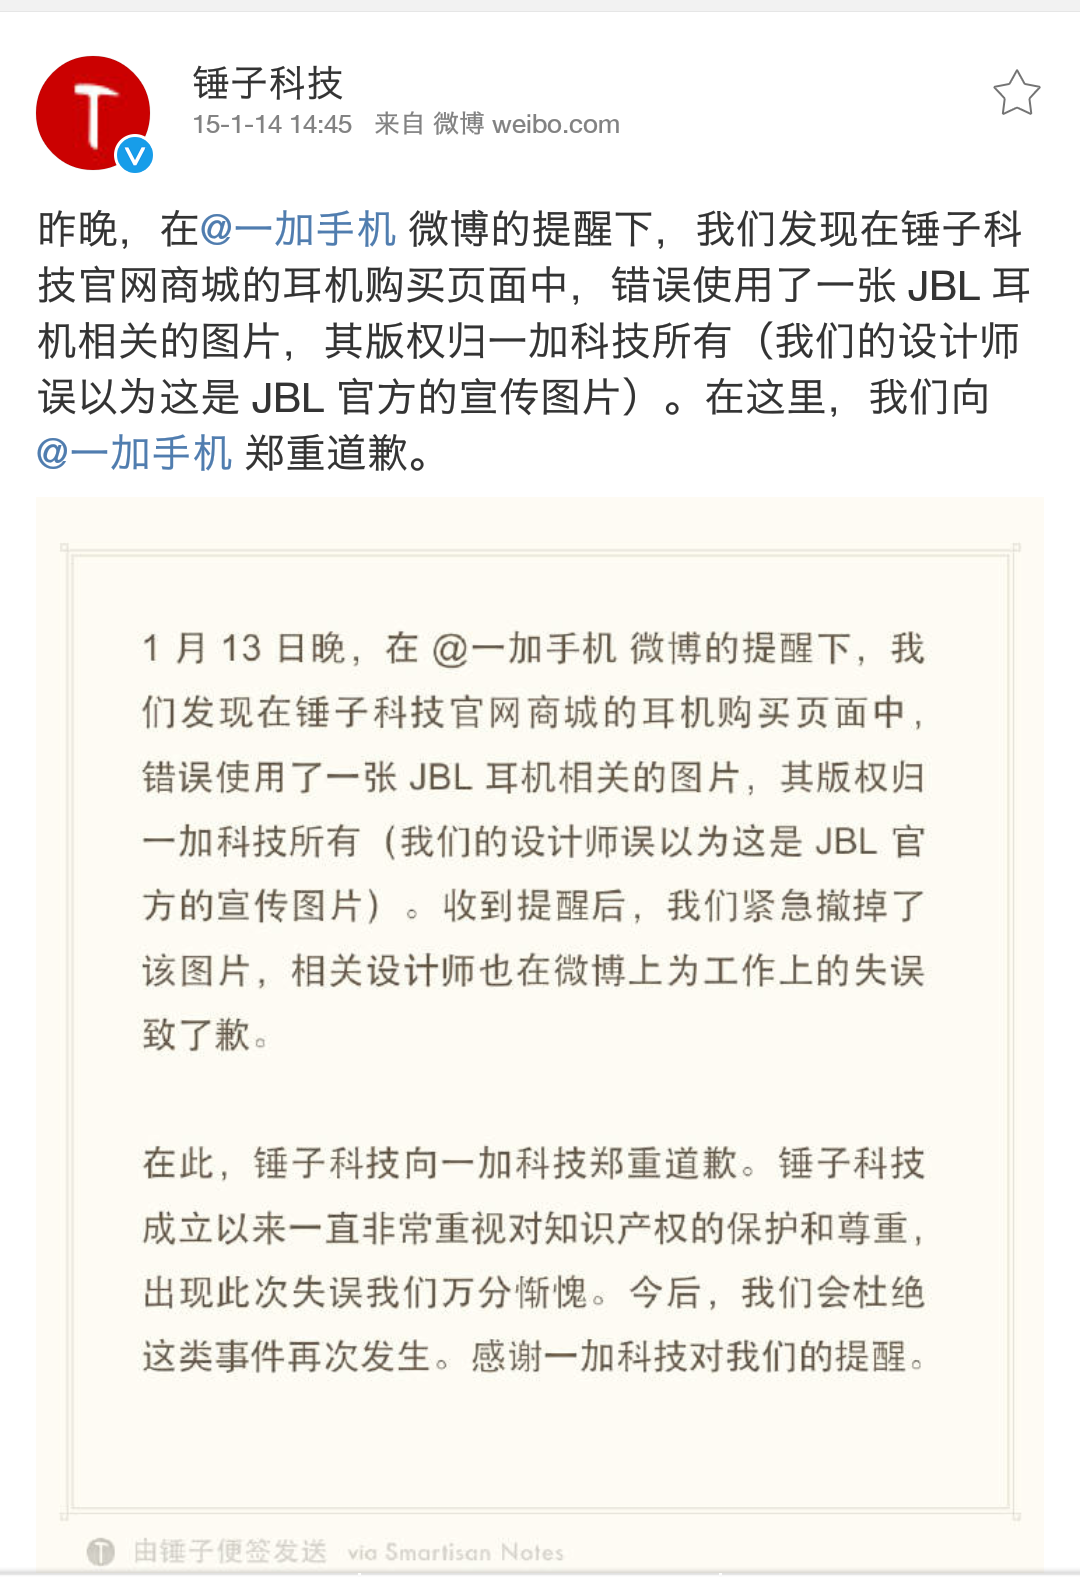 锤子科技
15-1-14 14:45 来自 微博 weibo.com
昨晚，在@一加手机 微博的提醒下，我们发现在锤子科
技官网商城的耳机购买页面中，错误使用了一张 JBL 耳
机相关的图片，其版权归一加科技所有（我们的设计师
误以为这是 JBL 官方的宣传图片）。在这里，我们向
@一加手机 郑重道歉。
1 月 13 日晚，在 @一加手机 微博的提醒下，我
们发现在锤子科技官网商城的耳机购买页面中，
错误使用了一张 JBL 耳机相关的图片，其版权归
一加科技所有（我们的设计师误以为这是 JBL 官
方的宣传图片）。收到提醒后，我们紧急撤掉了
该图片，相关设计师也在微博上为工作上的失误
致了歉。
在此，锤子科技向一加科技郑重道歉。锤子科技
成立以来一直非常重视对知识产权的保护和尊重，
出现此次失误我们万分惭愧。今后，我们会杜绝
这类事件再次发生。感谢一加科技对我们的提醒。
由锤子便签发送 via Smartisan Notes